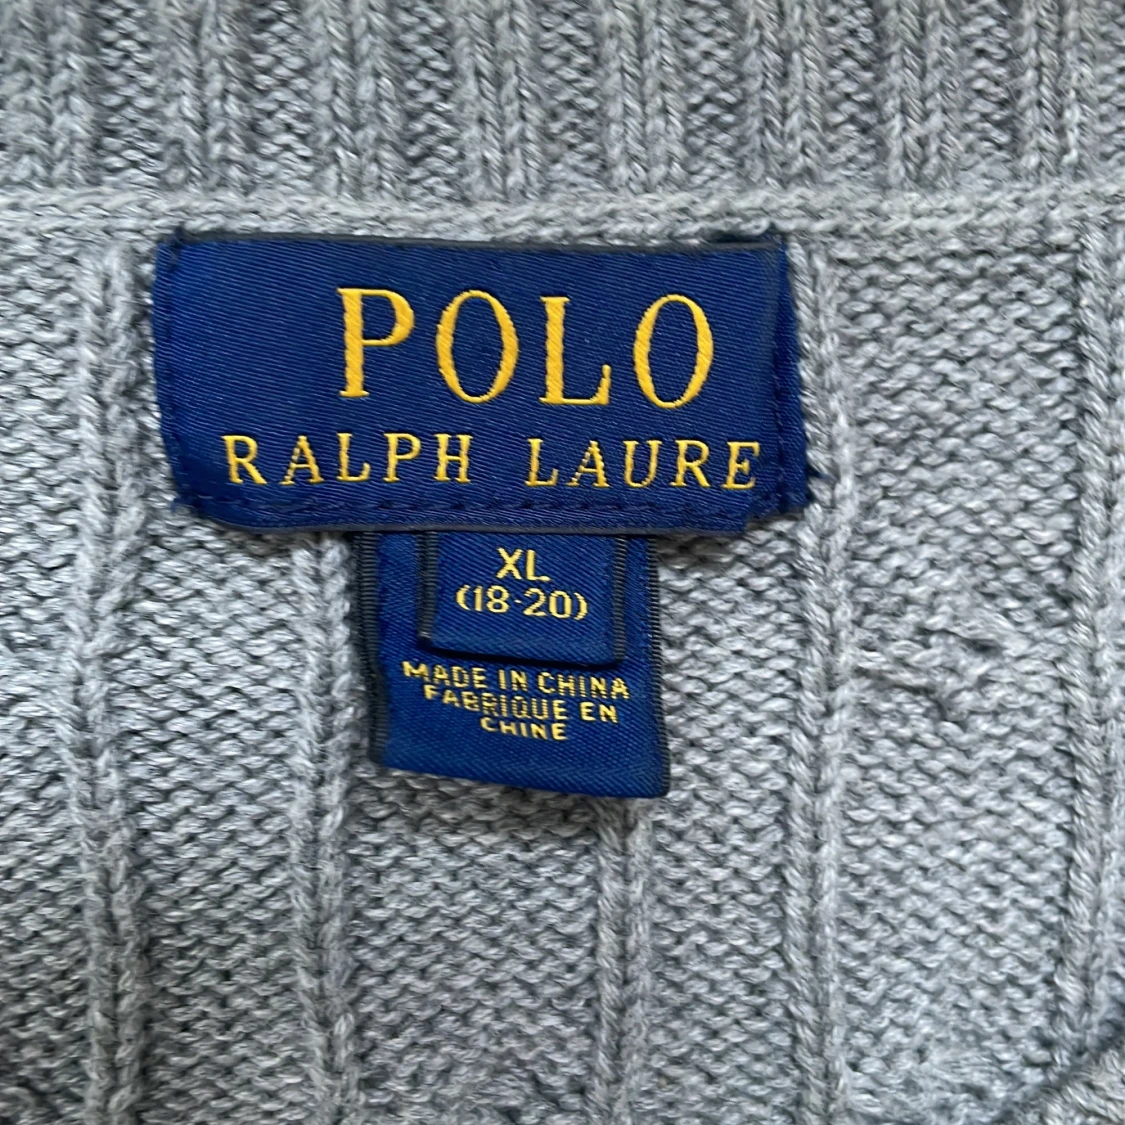 POLO
RALPH LAURE
XL
(18-20)
MADE IN CHINA
FABRIQUE EN
CHINE